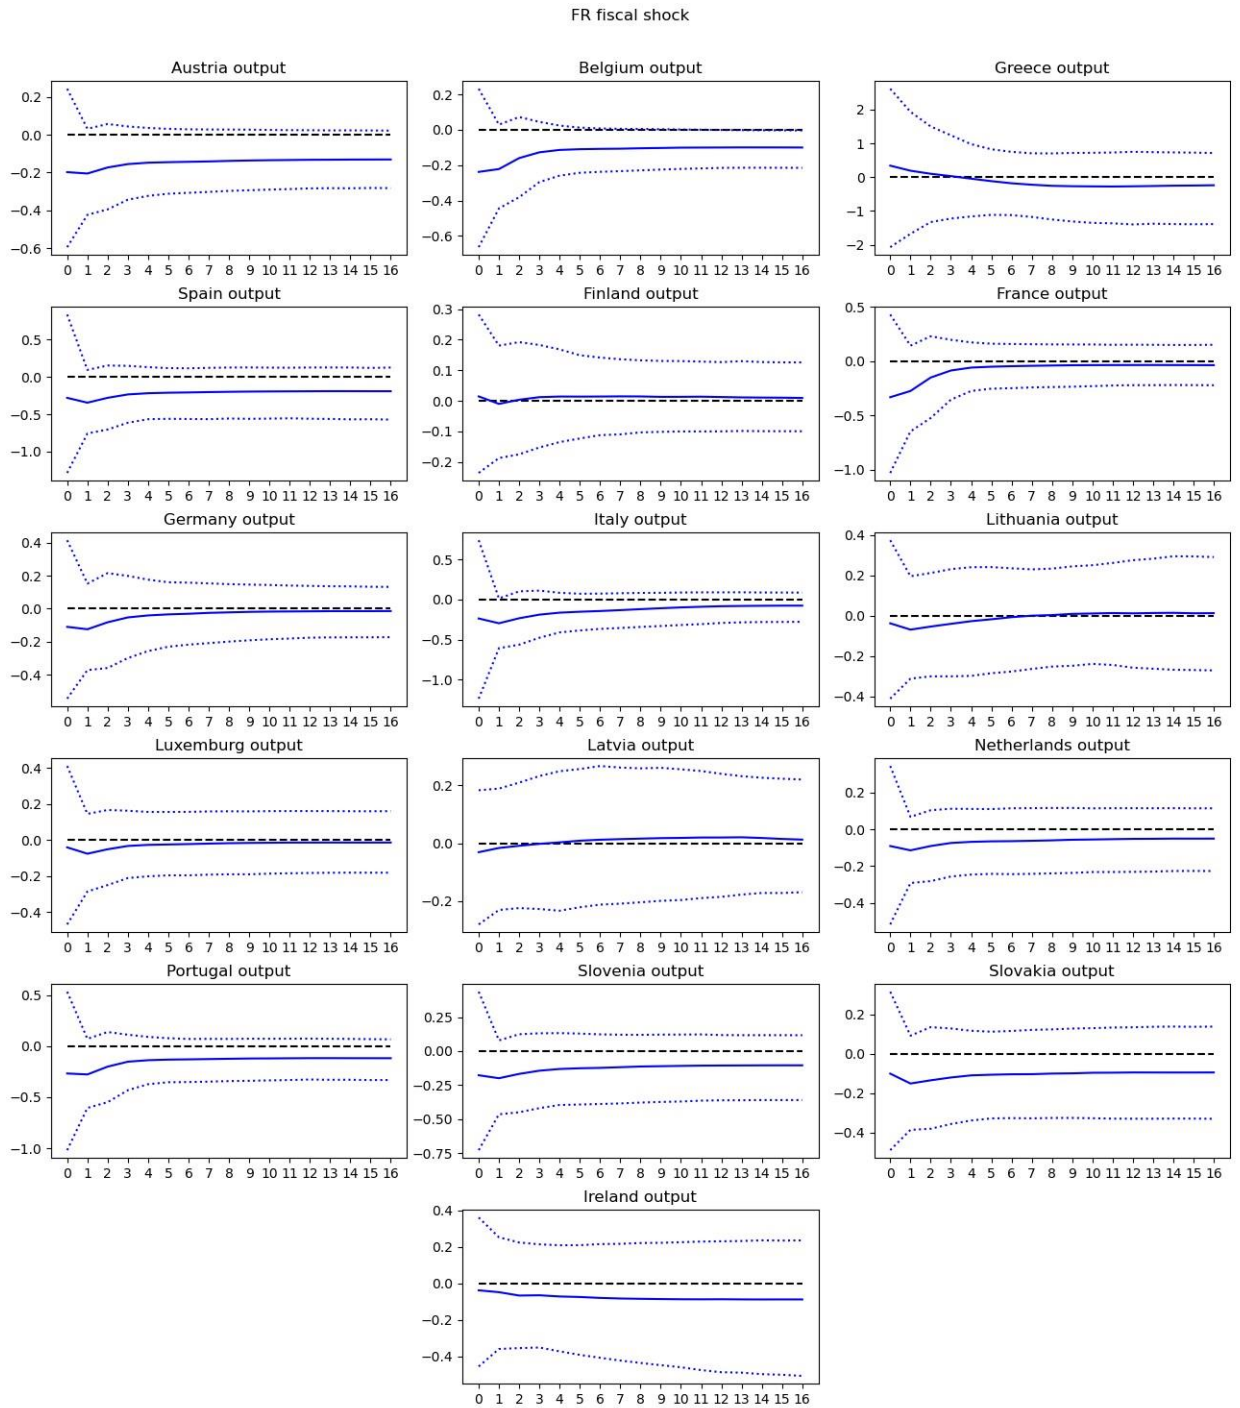 FR fiscal shock
Austria output
Belgium output
Greece output
0.2
0.0
−0.2
−0.4
−0.6
0 1 2 3 4 5 6 7 8 9 10 11 12 13 14 15 16
0.2
0.0
−0.2
−0.4
−0.6
0 1 2 3 4 5 6 7 8 9 10 11 12 13 14 15 16
2
1
0
−1
−2
0 1 2 3 4 5 6 7 8 9 10 11 12 13 14 15 16
Spain output
Finland output
France output
0.5
0.0
−0.5
−1.0
0 1 2 3 4 5 6 7 8 9 10 11 12 13 14 15 16
0.3
0.2
0.1
0.0
−0.1
−0.2
0 1 2 3 4 5 6 7 8 9 10 11 12 13 14 15 16
0.5
0.0
−0.5
−1.0
0 1 2 3 4 5 6 7 8 9 10 11 12 13 14 15 16
Germany output
Italy output
Lithuania output
0.4
0.2
0.0
−0.2
−0.4
0 1 2 3 4 5 6 7 8 9 10 11 12 13 14 15 16
0.5
0.0
−0.5
−1.0
0 1 2 3 4 5 6 7 8 9 10 11 12 13 14 15 16
0.4
0.2
0.0
−0.2
−0.4
0 1 2 3 4 5 6 7 8 9 10 11 12 13 14 15 16
Luxemburg output
Latvia output
Netherlands output
0.4
0.2
0.0
−0.2
−0.4
0 1 2 3 4 5 6 7 8 9 10 11 12 13 14 15 16
0.2
0.0
−0.2
0 1 2 3 4 5 6 7 8 9 10 11 12 13 14 15 16
0.2
0.0
−0.2
−0.4
0 1 2 3 4 5 6 7 8 9 10 11 12 13 14 15 16
Portugal output
Slovenia output
Slovakia output
0.5
0.0
−0.5
−1.0
0 1 2 3 4 5 6 7 8 9 10 11 12 13 14 15 16
0.25
0.00
−0.25
−0.50
−0.75
0 1 2 3 4 5 6 7 8 9 10 11 12 13 14 15 16
0.2
0.0
−0.2
−0.4
0 1 2 3 4 5 6 7 8 9 10 11 12 13 14 15 16
Ireland output
0.4
0.2
0.0
−0.2
−0.4
0 1 2 3 4 5 6 7 8 9 10 11 12 13 14 15 16